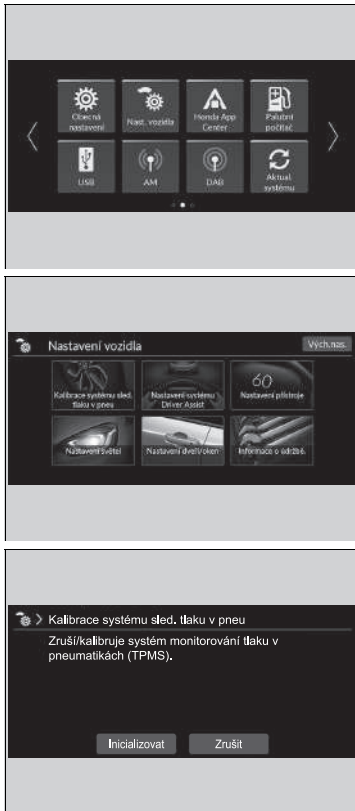 Obecná
nastavení
Nast. vozidla
Honda App
Center
Palubní
počítač
USB
AM
DAB
Aktual.
systému
Nastavení vozidla
Vých.nas.
Kalibrace systému sled.
tlaku v pneu
Nastavení systému
Driver Assist
60
Nastavení přístroje
Nastavení světel
Nastavení dveří/oken
Informace o údržbě.
Kalibrace systému sled. tlaku v pneu
Zruší/kalibruje systém monitorování tlaku v
pneumatikách (TPMS).
Inicializovat
Zrušit